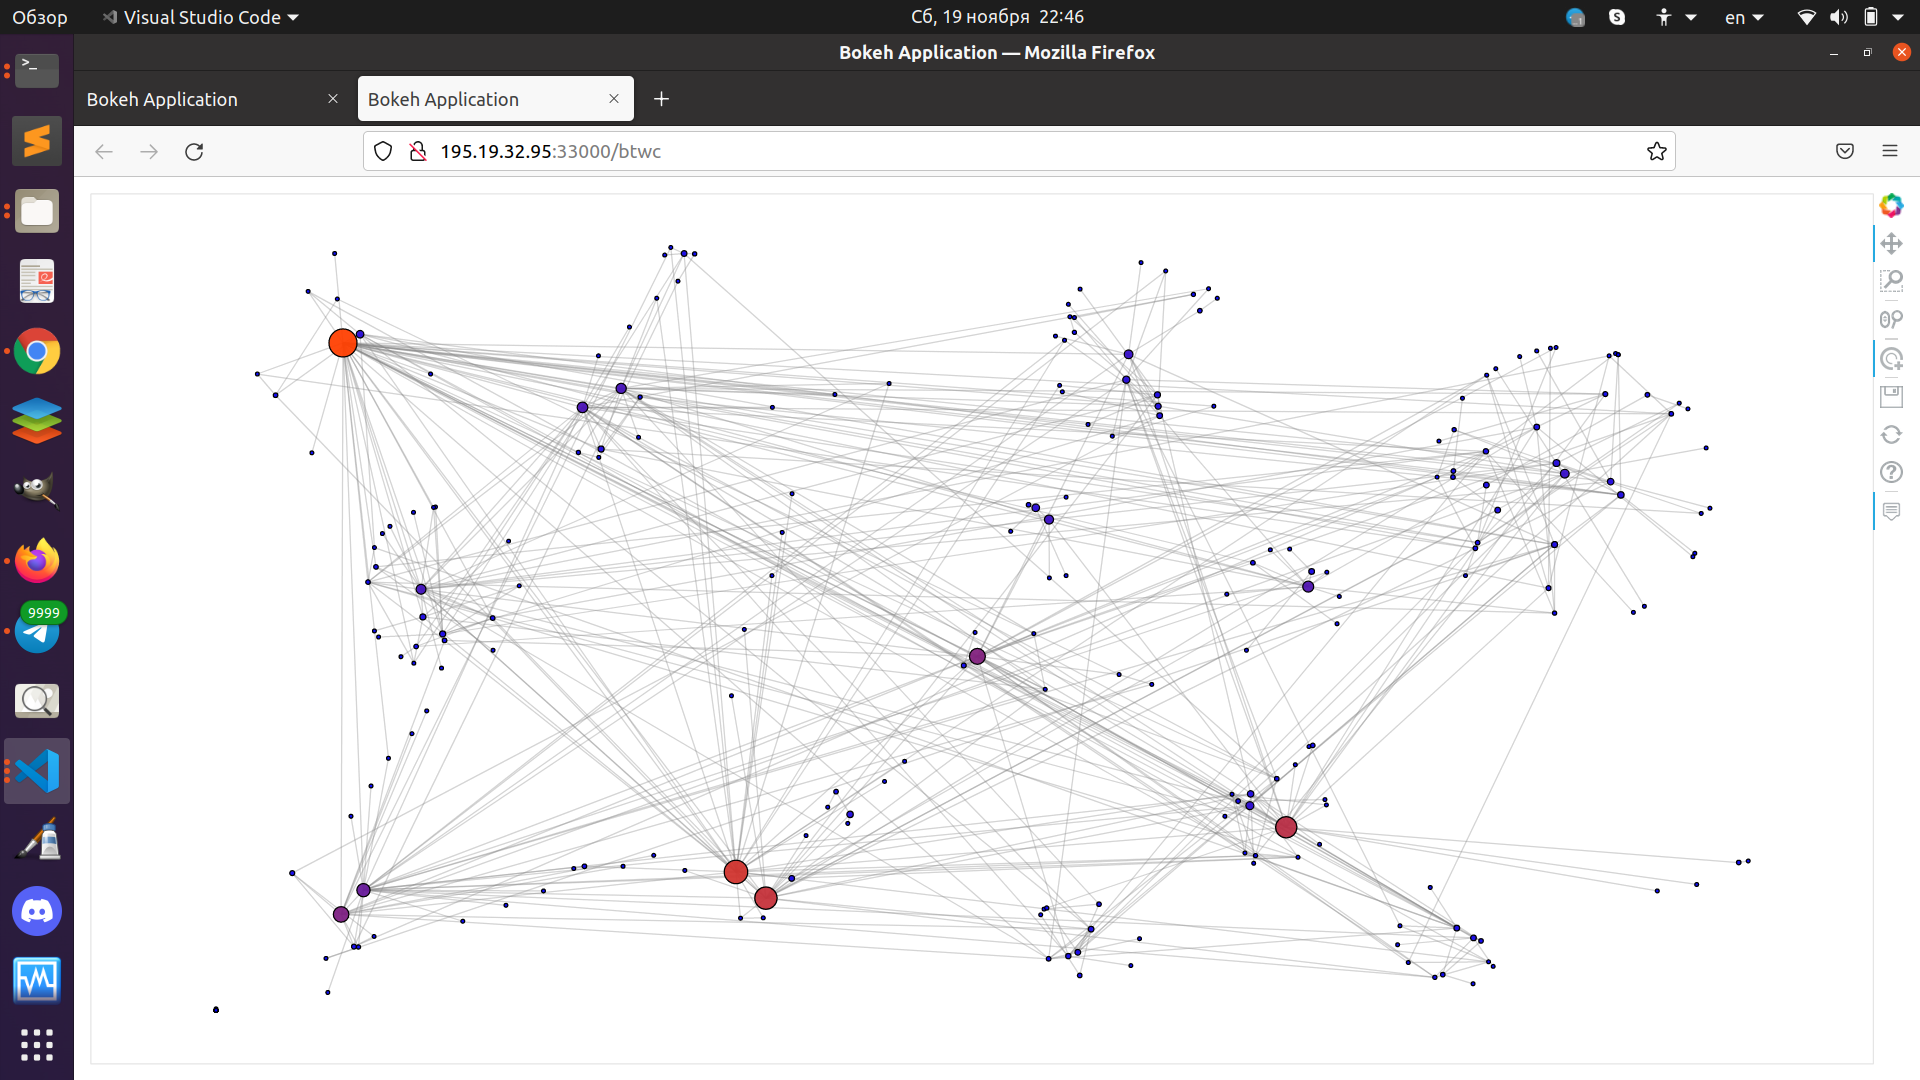 Обзор
Visual Studio Code
Сб, 19 ноября 22:46
en
Bokeh Application — Mozilla Firefox
Bokeh Application
Bokeh Application
195.19.32.95:33000/btwc
9999